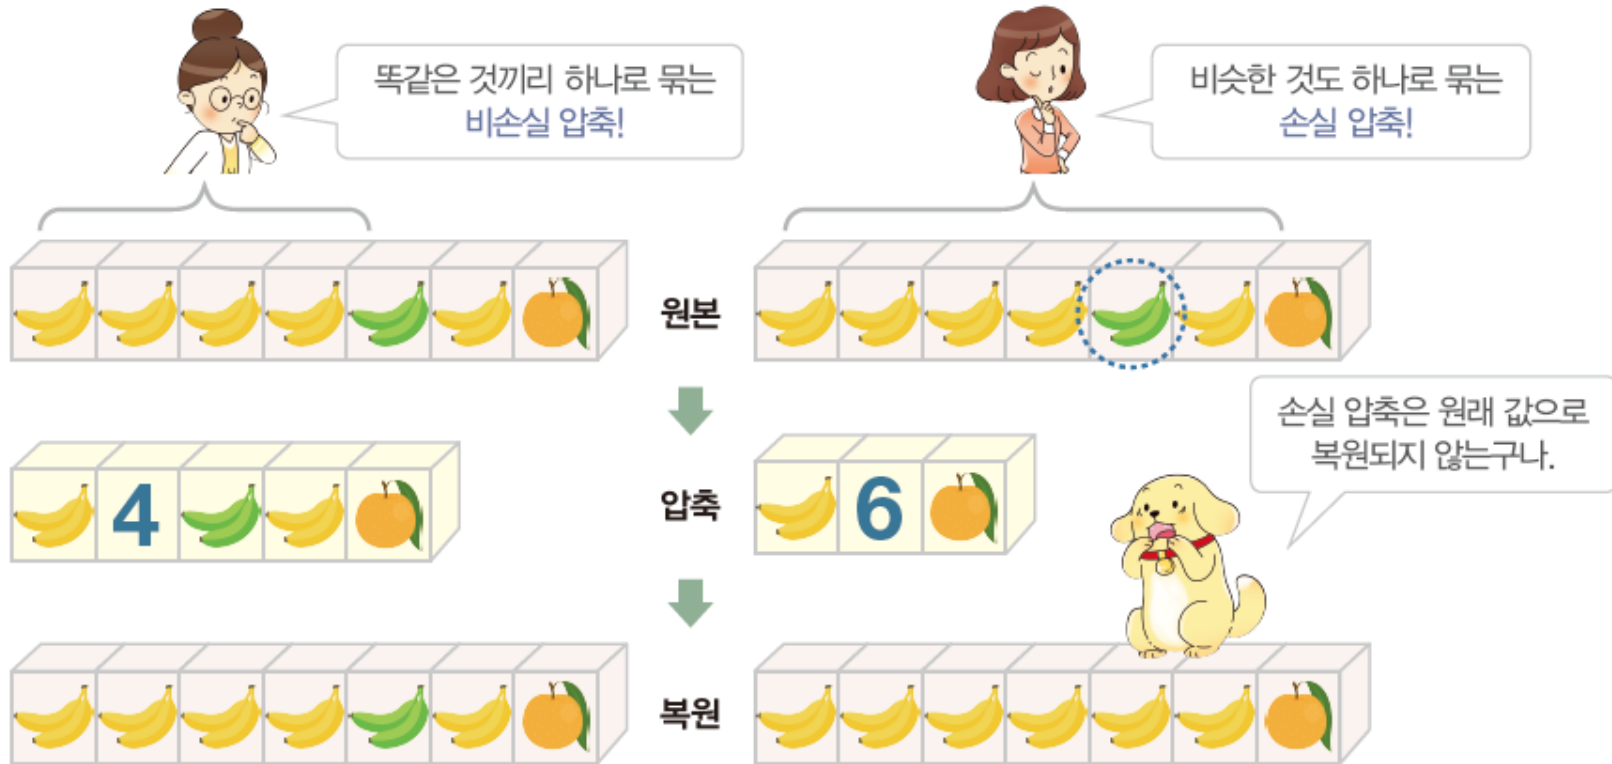 똑같은 것끼리 하나로 묶는
비손실 압축!
비슷한 것도 하나로 묶는
손실 압축!
원본
손실 압축은 원래 값으로
복원되지 않는구나.
4
압축
6
복원